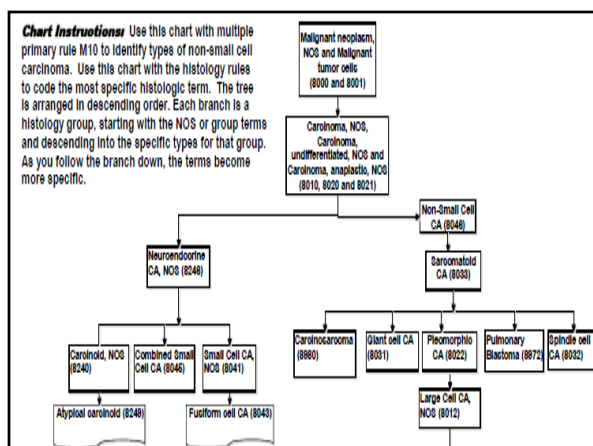 Chart Instructions: Use this chart with multiple
primary rule M10 to identify types of non-small cell
carcinoma. Use this chart with the histology rules
to code the most specific histologic term. The tree
is arranged in descending order. Each branch is a
histology group, starting with the NOS or group terms
and descending into the specific types for that group.
As you follow the branch down, the terms become
more specific.
Malignant neoplasm,
NOS and Malignant
tumor cells
(8000 and 8001)
Carcinoma, NOS,
Carcinoma,
undifferentiated, NOS and
Carcinoma, anaplastic, NOS
(8010, 8020 and 8021)
Non-Small Cell
CA (8046)
Neuroendocrine
CA, NOS (8246)
Sarcomatoid
CA (8033)
Carcinoid, NOS
(8240)
Combined Small
Cell CA (8045)
Small Cell CA,
NOS (8041)
Carcinosarcoma
(8980)
Giant cell CA
(8031)
Pleomorphic
CA (8022)
Pulmonary
Blastoma (8972)
Spindle cell
CA (8032)
Atypical carcinoid (8249)
Fusiform cell CA (8043)
Large Cell CA,
NOS (8012)